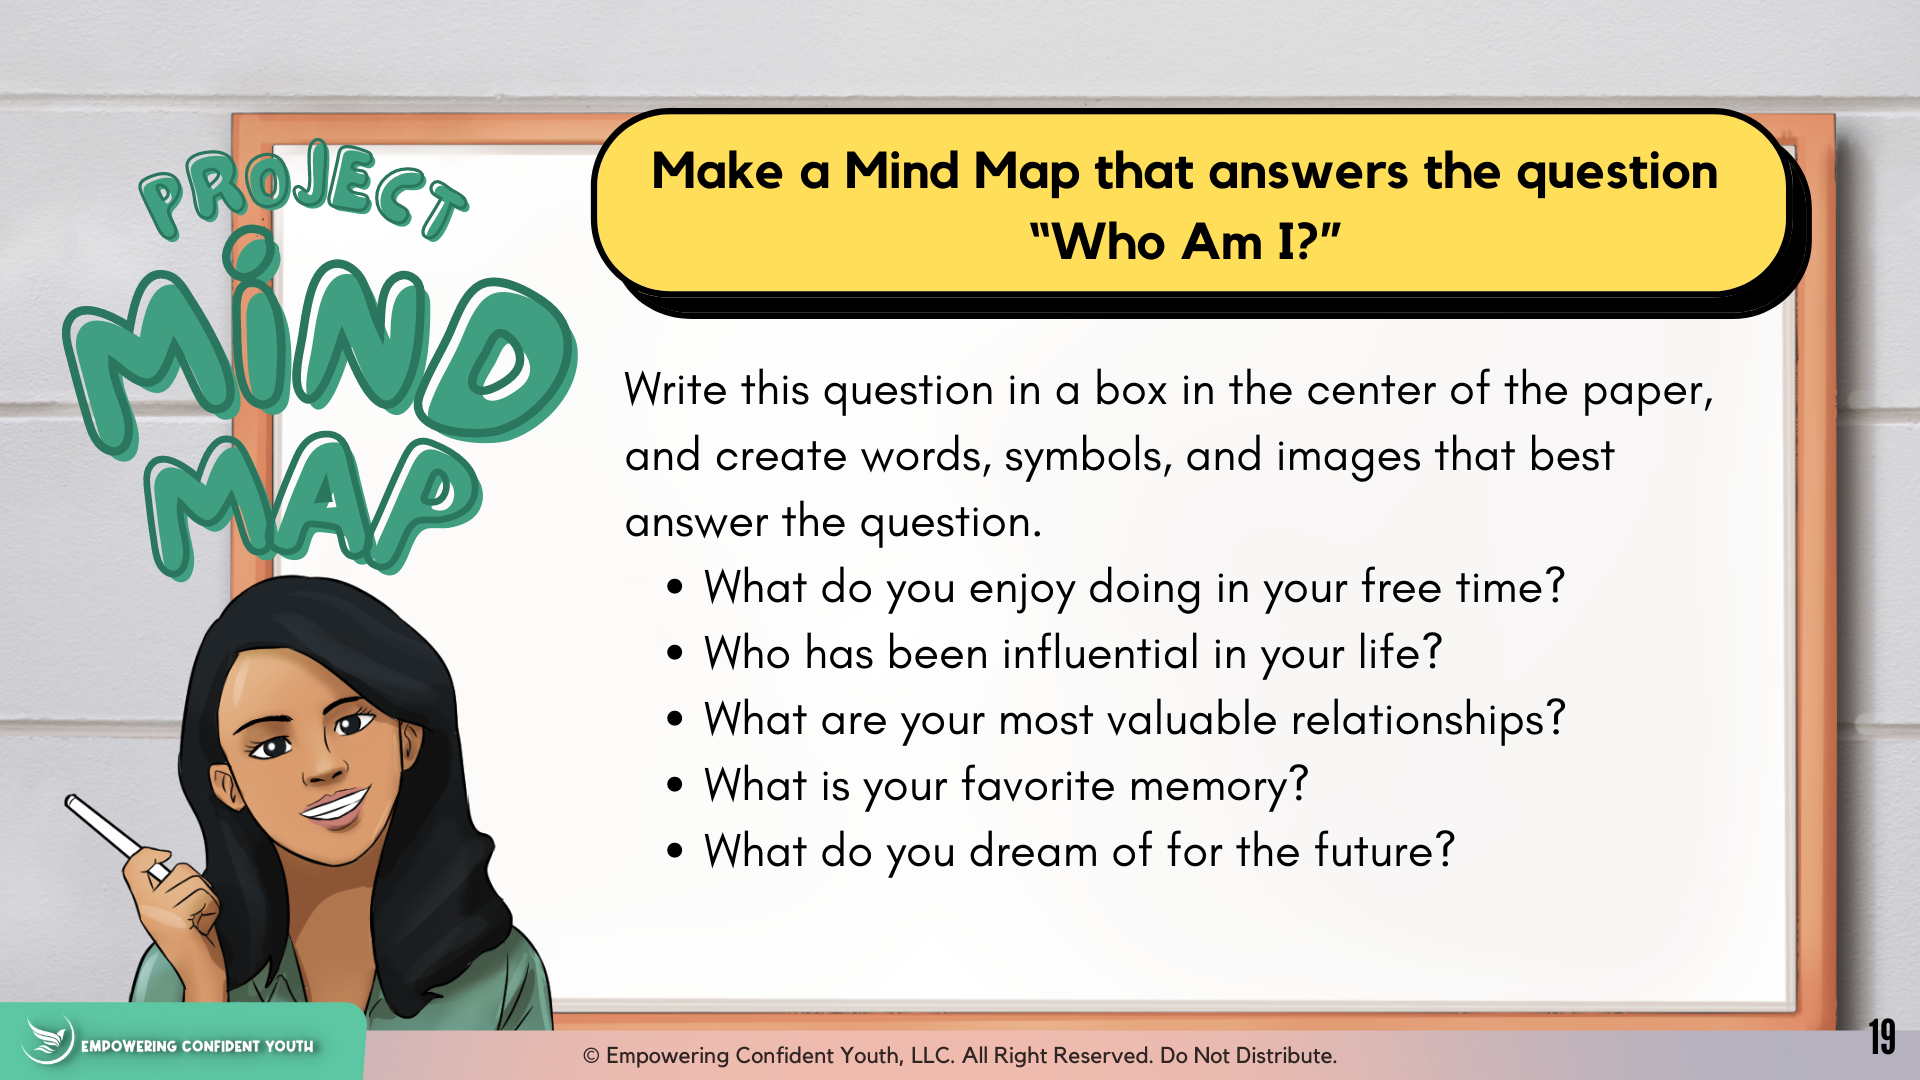 PROJECT
MiND
MAP
Make a Mind Map that answers the question
“Who Am I?”
Write this question in a box in the center of the paper,
and create words, symbols, and images that best
answer the question.
• What do you enjoy doing in your free time?
• Who has been influential in your life?
• What are your most valuable relationships?
• What is your favorite memory?
• What do you dream of for the future?
EMPOWERING CONFIDENT YOUTH
© Empowering Confident Youth, LLC. All Right Reserved. Do Not Distribute.
19